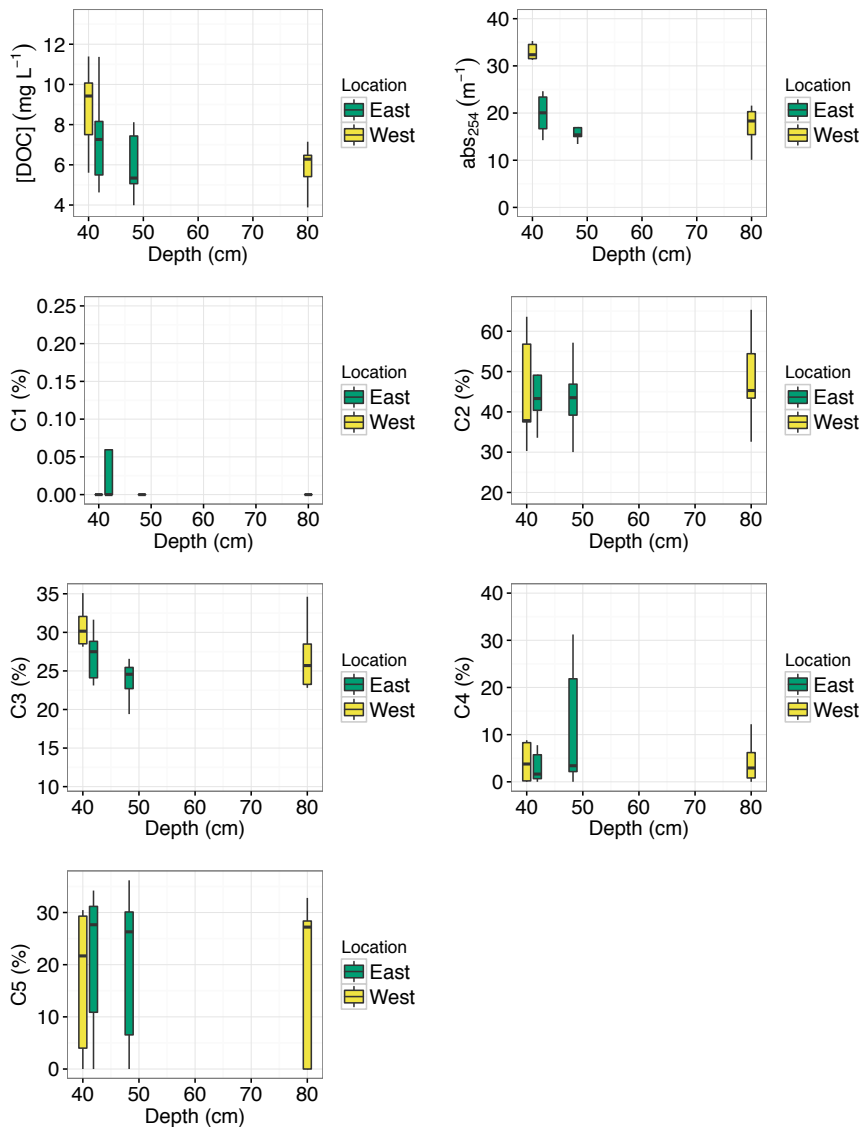 [DOC] (mg L⁻¹)
12
10
8
6
4
40 50 60 70 80
Depth (cm)
Location
East
West
abs₂₅₄ (m⁻¹)
40
30
20
10
0
40 50 60 70 80
Depth (cm)
Location
East
West
C1 (%)
0.25
0.20
0.15
0.10
0.05
0.00
40 50 60 70 80
Depth (cm)
Location
East
West
C2 (%)
60
50
40
30
20
40 50 60 70 80
Depth (cm)
Location
East
West
C3 (%)
35
30
25
20
15
10
40 50 60 70 80
Depth (cm)
Location
East
West
C4 (%)
40
30
20
10
0
40 50 60 70 80
Depth (cm)
Location
East
West
C5 (%)
30
20
10
0
40 50 60 70 80
Depth (cm)
Location
East
West